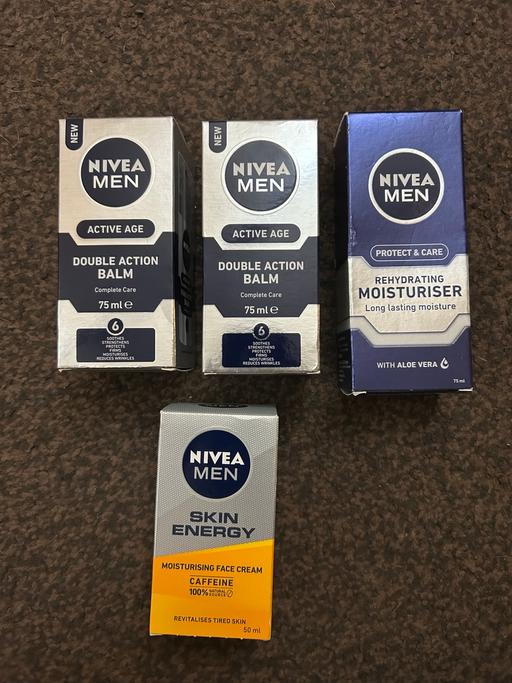 NEW
NIVEA
MEN
ACTIVE AGE
DOUBLE ACTION
BALM
Complete Care
75 ml e
6
SOOTHES
STRENGTHENS
PROTECTS
FIRMS
MOISTURISES
REDUCES WRINKLES
NEW
NIVEA
MEN
ACTIVE AGE
DOUBLE ACTION
BALM
Complete Care
75 ml e
6
SOOTHES
STRENGTHENS
PROTECTS
FIRMS
MOISTURISES
REDUCES WRINKLES
NIVEA
MEN
PROTECT & CARE
REHYDRATING
MOISTURISER
Long lasting moisture
WITH ALOE VERA
75 ml
NIVEA
MEN
SKIN
ENERGY
MOISTURISING FACE CREAM
CAFFEINE
100% NATURAL
SOURCE
REVITALISES TIRED SKIN
50 ml